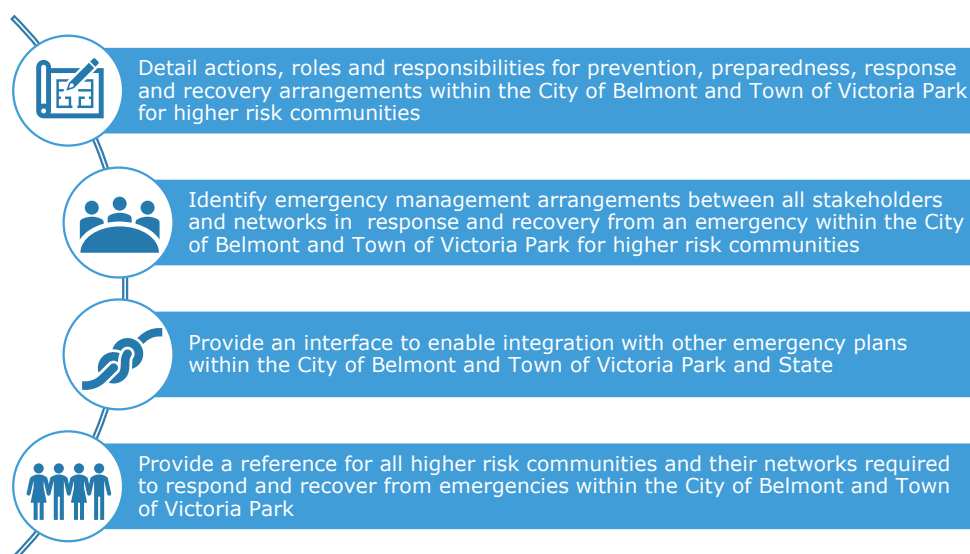 Detail actions, roles and responsibilities for prevention, preparedness, response
and recovery arrangements within the City of Belmont and Town of Victoria Park
for higher risk communities
Identify emergency management arrangements between all stakeholders
and networks in  response and recovery from an emergency within the City
of Belmont and Town of Victoria Park for higher risk communities
Provide an interface to enable integration with other emergency plans
within the City of Belmont and Town of Victoria Park and State
Provide a reference for all higher risk communities and their networks required
to respond and recover from emergencies within the City of Belmont and Town
of Victoria Park